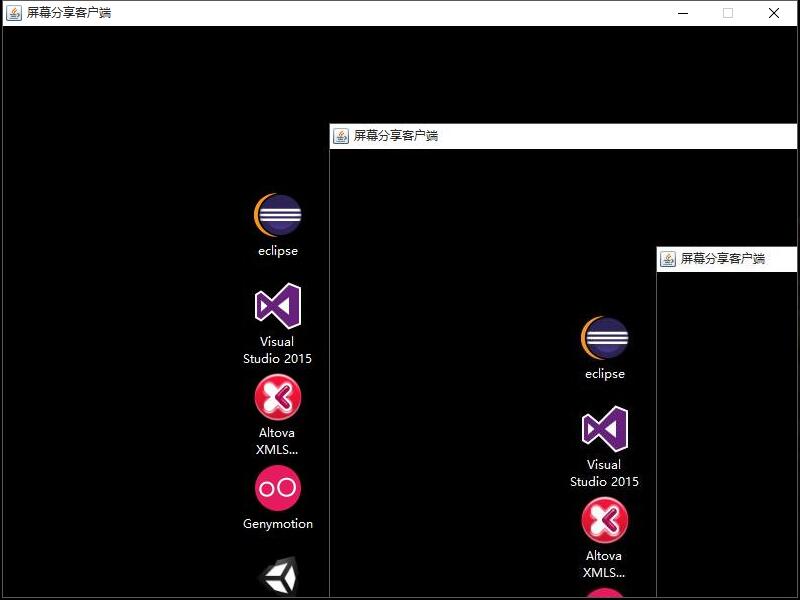 屏幕分享客户端
屏幕分享客户端
屏幕分享客户端
eclipse
Visual
Studio 2015
Altova
XMLS...
Genymotion
eclipse
Visual
Studio 2015
Altova
XMLS...